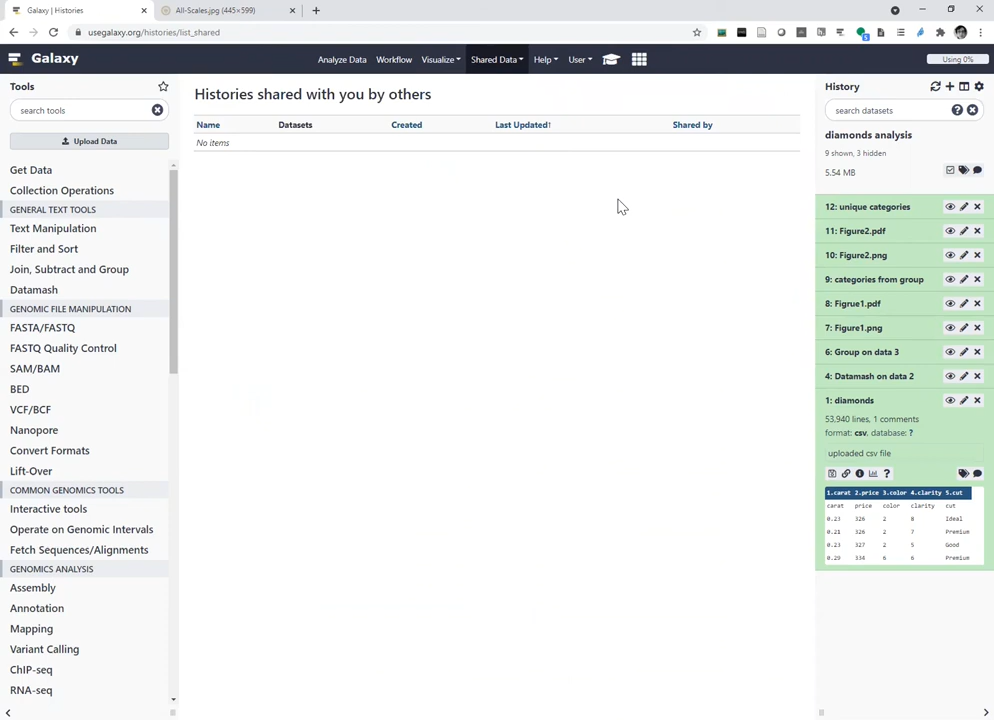 Galaxy | Histories
All-Scales.jpg (445×599)
usegalaxy.org/histories/list_shared
Galaxy
Analyze Data
Workflow
Visualize
Shared Data
Help
User
Using 0%
Tools
search tools
Upload Data
Get Data
Collection Operations
GENERAL TEXT TOOLS
Text Manipulation
Filter and Sort
Join, Subtract and Group
Datamash
GENOMIC FILE MANIPULATION
FASTA/FASTQ
FASTQ Quality Control
SAM/BAM
BED
VCF/BCF
Nanopore
Convert Formats
Lift-Over
COMMON GENOMICS TOOLS
Interactive tools
Operate on Genomic Intervals
Fetch Sequences/Alignments
GENOMICS ANALYSIS
Assembly
Annotation
Mapping
Variant Calling
ChIP-seq
RNA-seq
Histories shared with you by others
Name Datasets Created Last Updated↑ Shared by
No items
History
search datasets
diamonds analysis
9 shown, 3 hidden
5.54 MB
12: unique categories
11: Figure2.pdf
10: Figure2.png
9: categories from group
8: Figrue1.pdf
7: Figure1.png
6: Group on data 3
4: Datamash on data 2
1: diamonds
53,940 lines, 1 comments
format: csv, database: ?
uploaded csv file
1.carat 2.price 3.color 4.clarity 5.cut
carat price color clarity cut
0.23 326 2 8 Ideal
0.21 326 2 7 Premium
0.23 327 2 5 Good
0.29 334 6 6 Premium